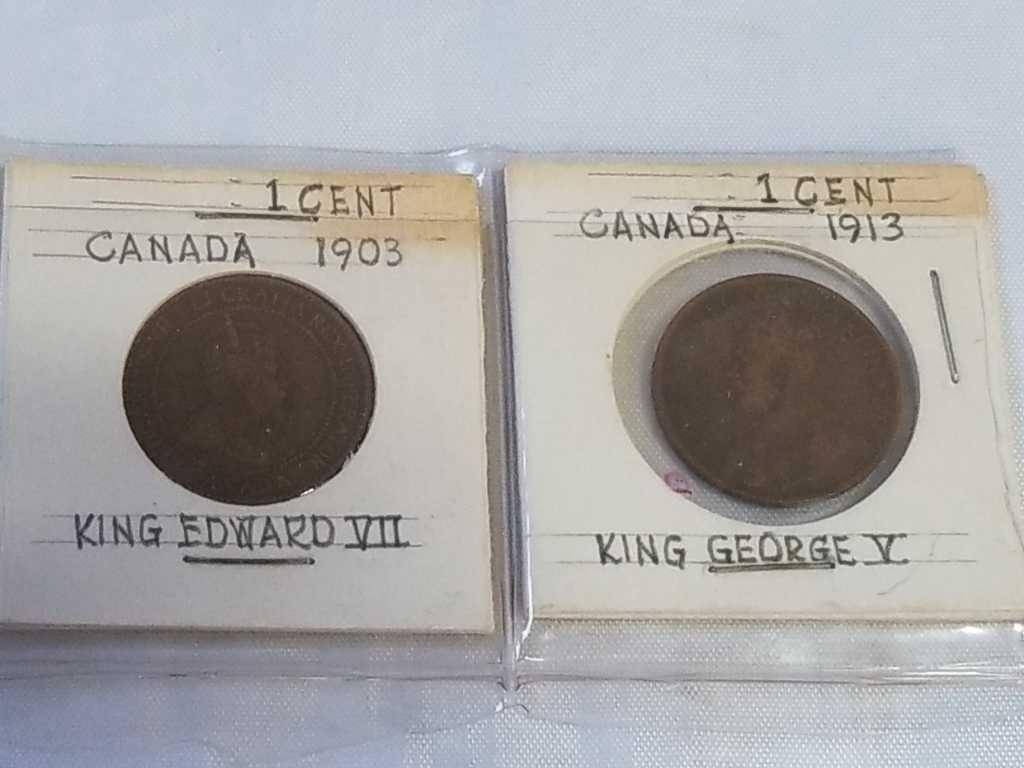 1 CENT
CANADA 1903
KING EDWARD VII
1 CENT
CANADA 1913
KING GEORGE V